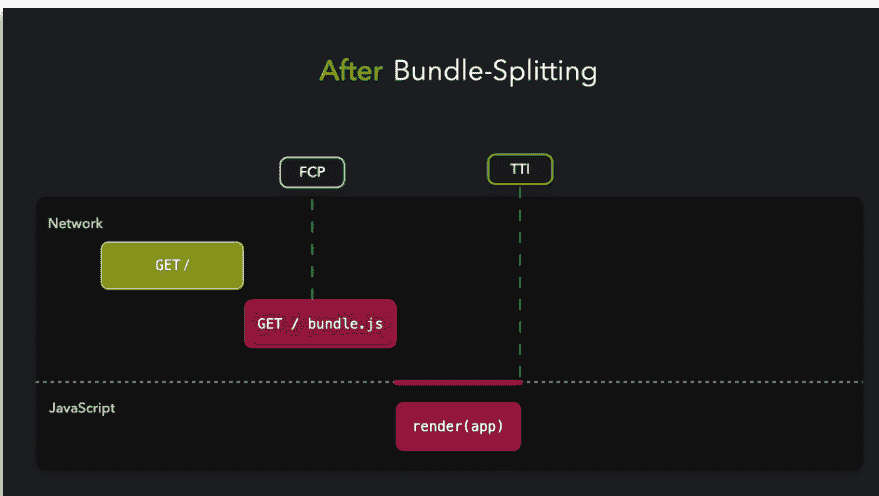 After Bundle-Splitting
FCP
TTI
Network
GET /
GET / bundle.js
JavaScript
render(app)